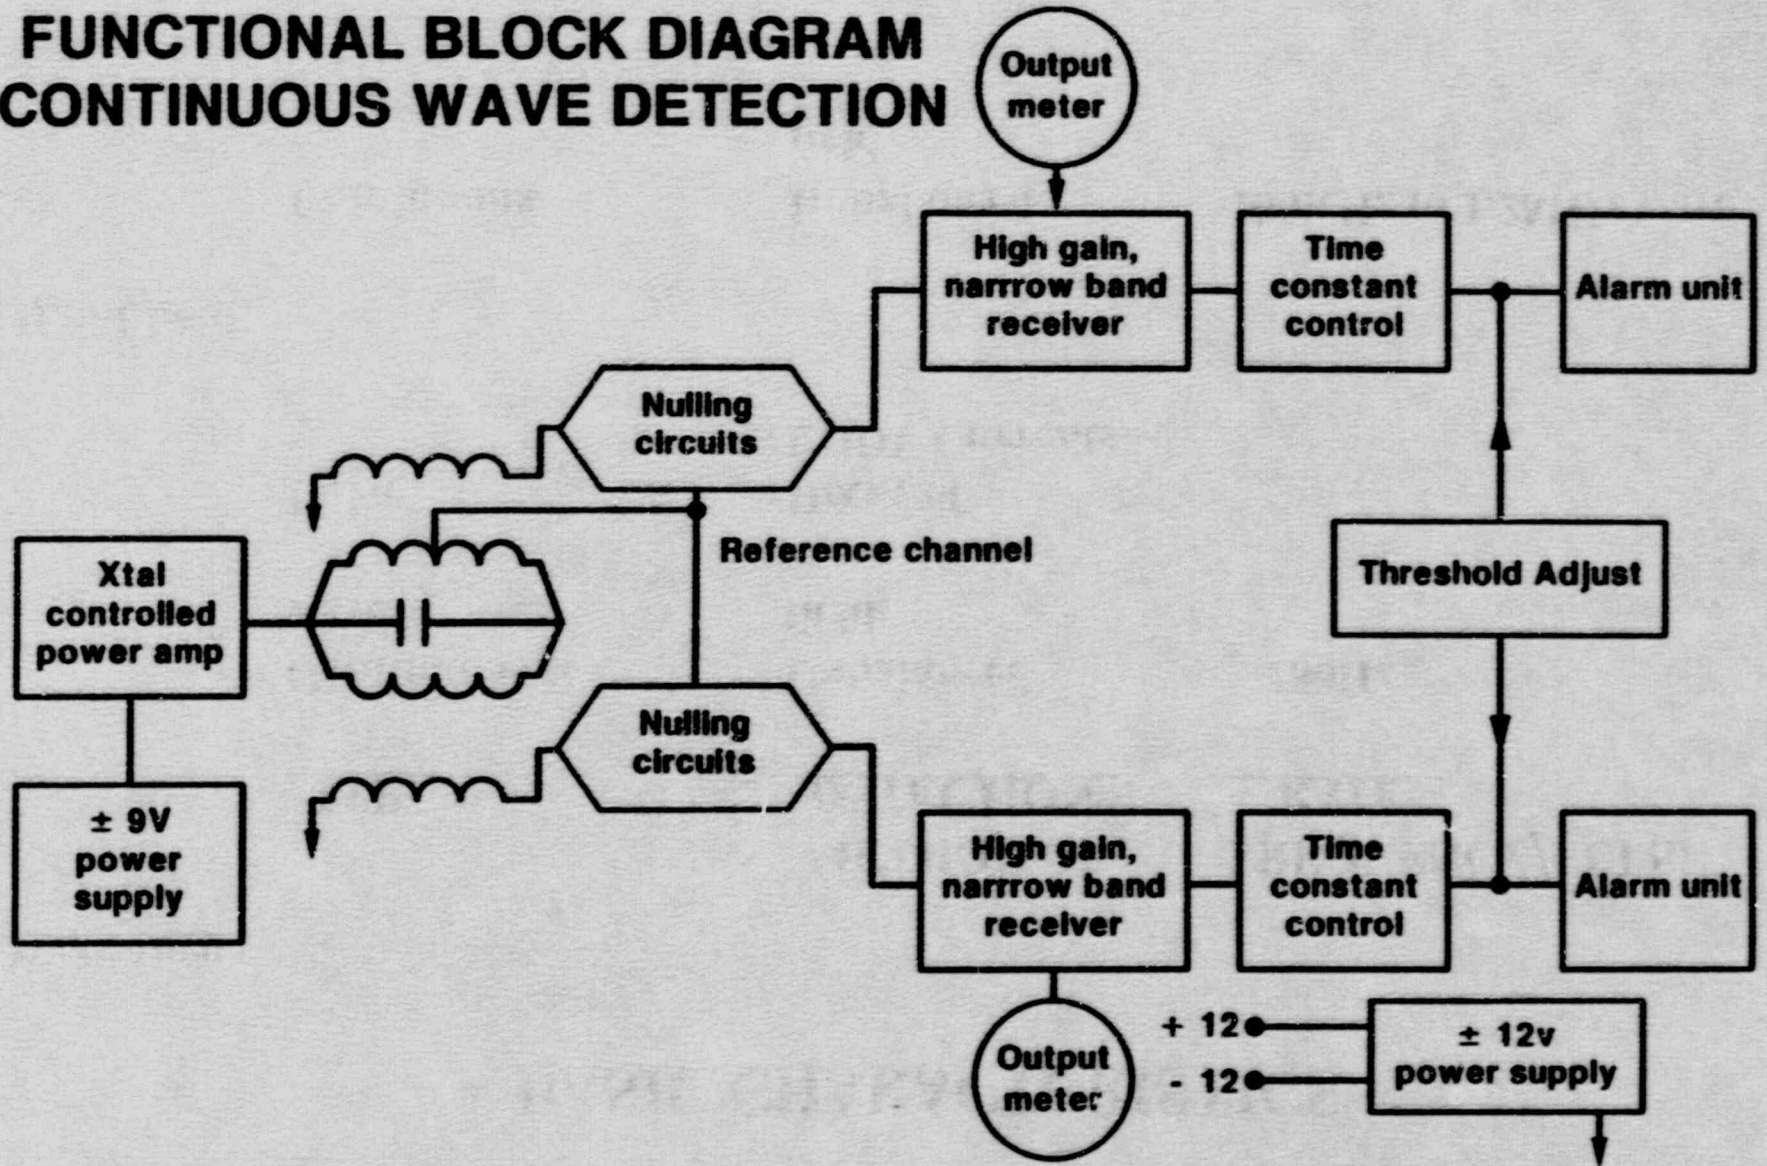 FUNCTIONAL BLOCK DIAGRAM
CONTINUOUS WAVE DETECTION
Output
meter
High gain,
narrrow band
receiver
Time
constant
control
Alarm unit
Nulling
circuits
Reference channel
Xtal
controlled
power amp
Threshold Adjust
Nulling
circuits
± 9V
power
supply
High gain,
narrrow band
receiver
Time
constant
control
Alarm unit
Output
meter
+ 12
- 12
± 12v
power supply